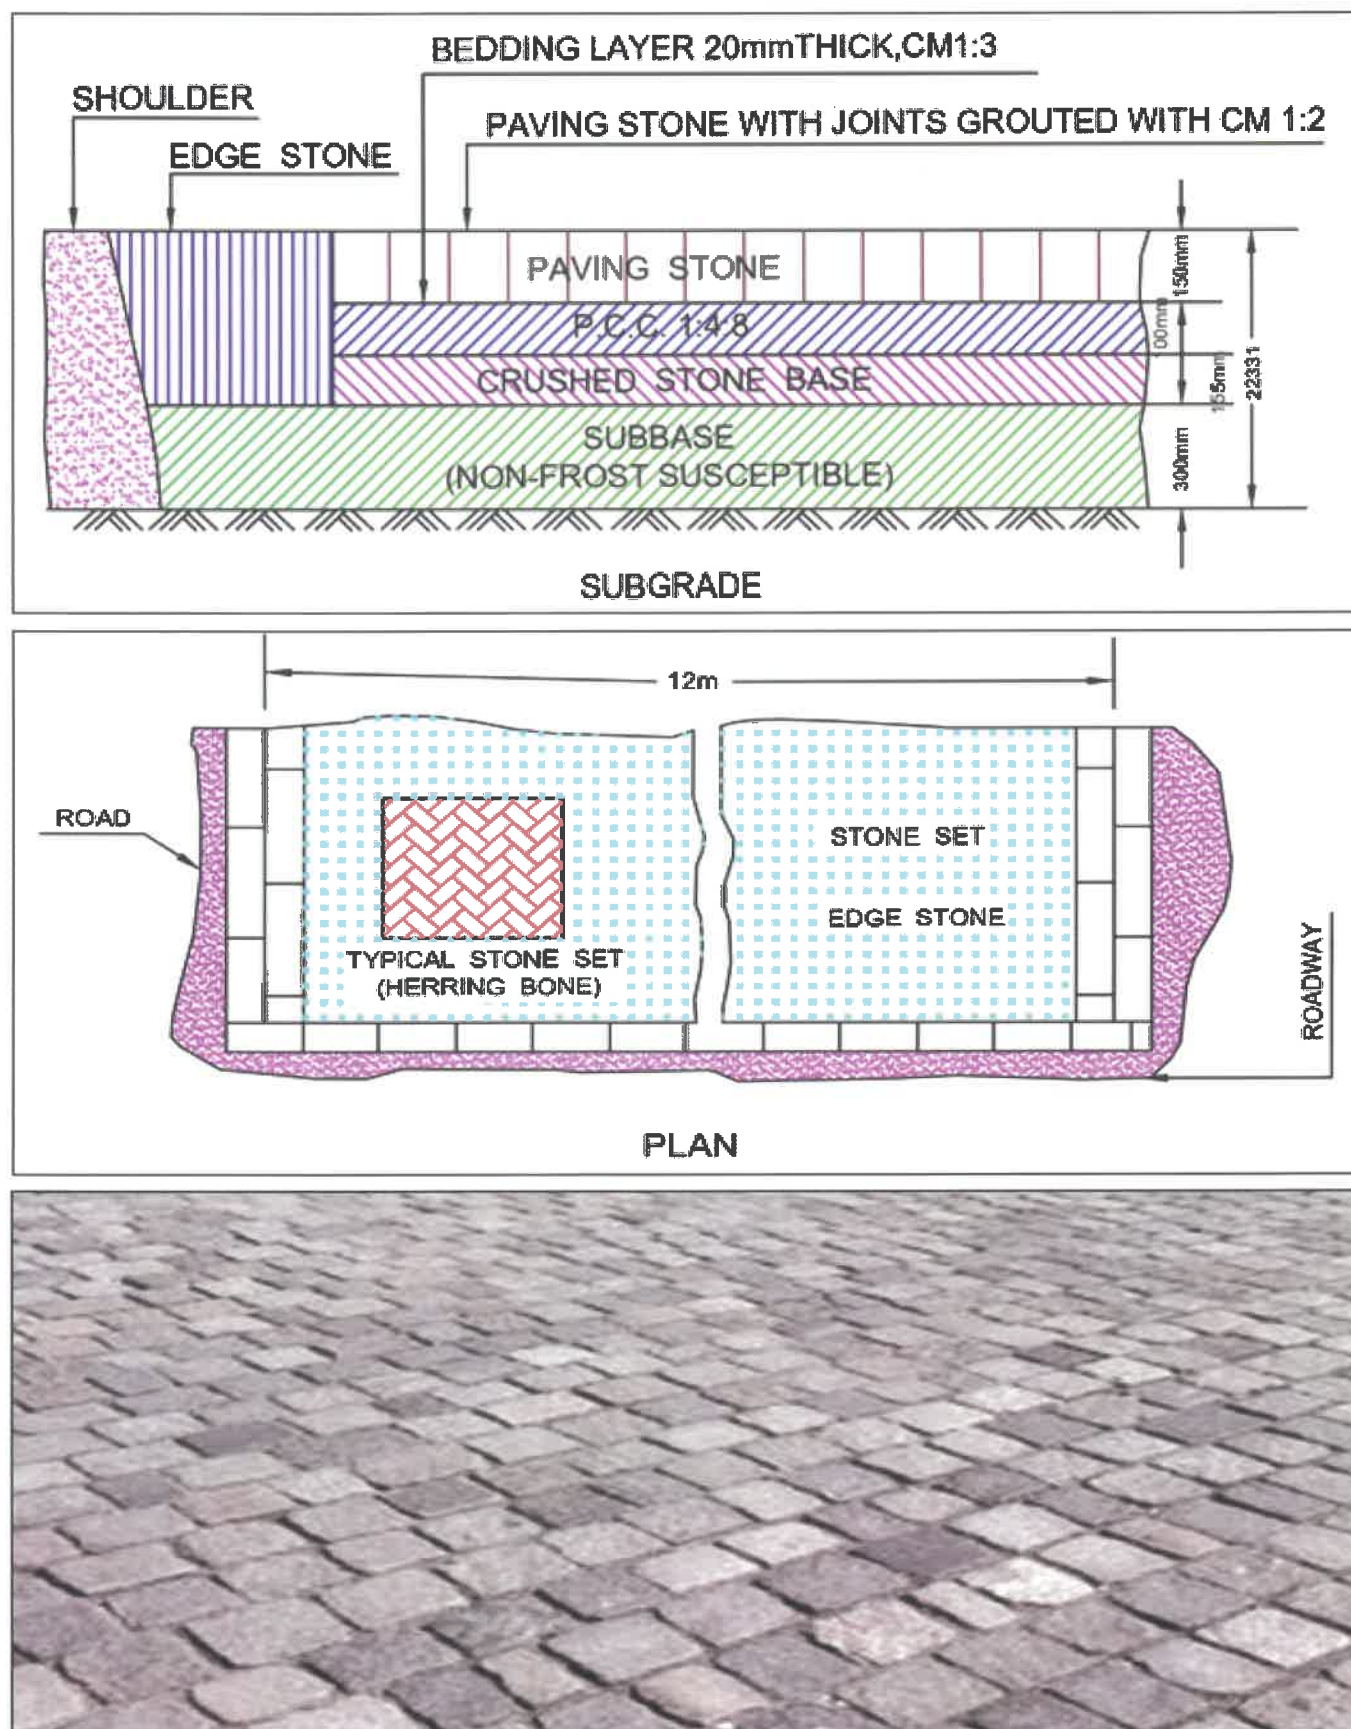 BEDDING LAYER 20mmTHICK,CM1:3
SHOULDER
PAVING STONE WITH JOINTS GROUTED WITH CM 1:2
EDGE STONE
PAVING STONE
150mm
P.C.C. 1:4:8
100mm
CRUSHED STONE BASE
155mm
22331
SUBBASE
(NON-FROST SUSCEPTIBLE)
300mm
SUBGRADE
12m
ROAD
STONE SET
EDGE STONE
TYPICAL STONE SET
(HERRING BONE)
ROADWAY
PLAN